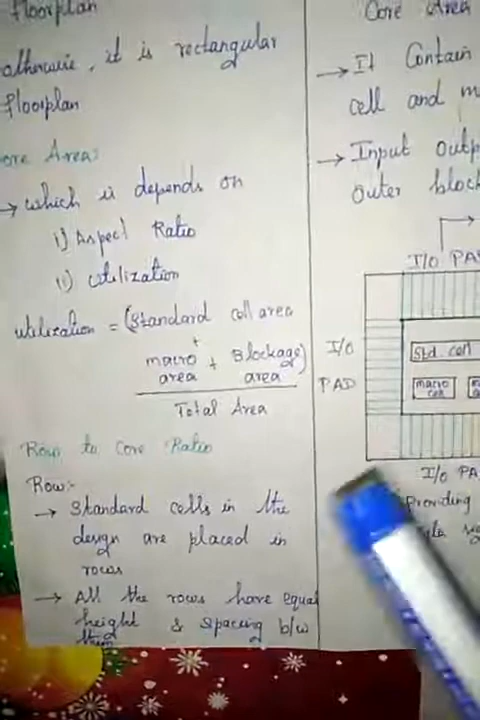 floorplan
otherwise, it is rectangular
floorplan
ore Area:
→ which is depends on
i) Aspect Ratio
ii) Utilization
Utilization = (Standard cell area
+
macro + Blockage)
area area
Total Area
Row to Core Ratio
Row:-
→ Standard cells in the
design are placed in
rows
→ All the rows have equal
height & spacing b/w
them
Core Area
→ It Contain
cell and m
→ Input outp
outer block
I/O PA
I/O
PAD
Std cell
macro
cell
I/O PA
Providing